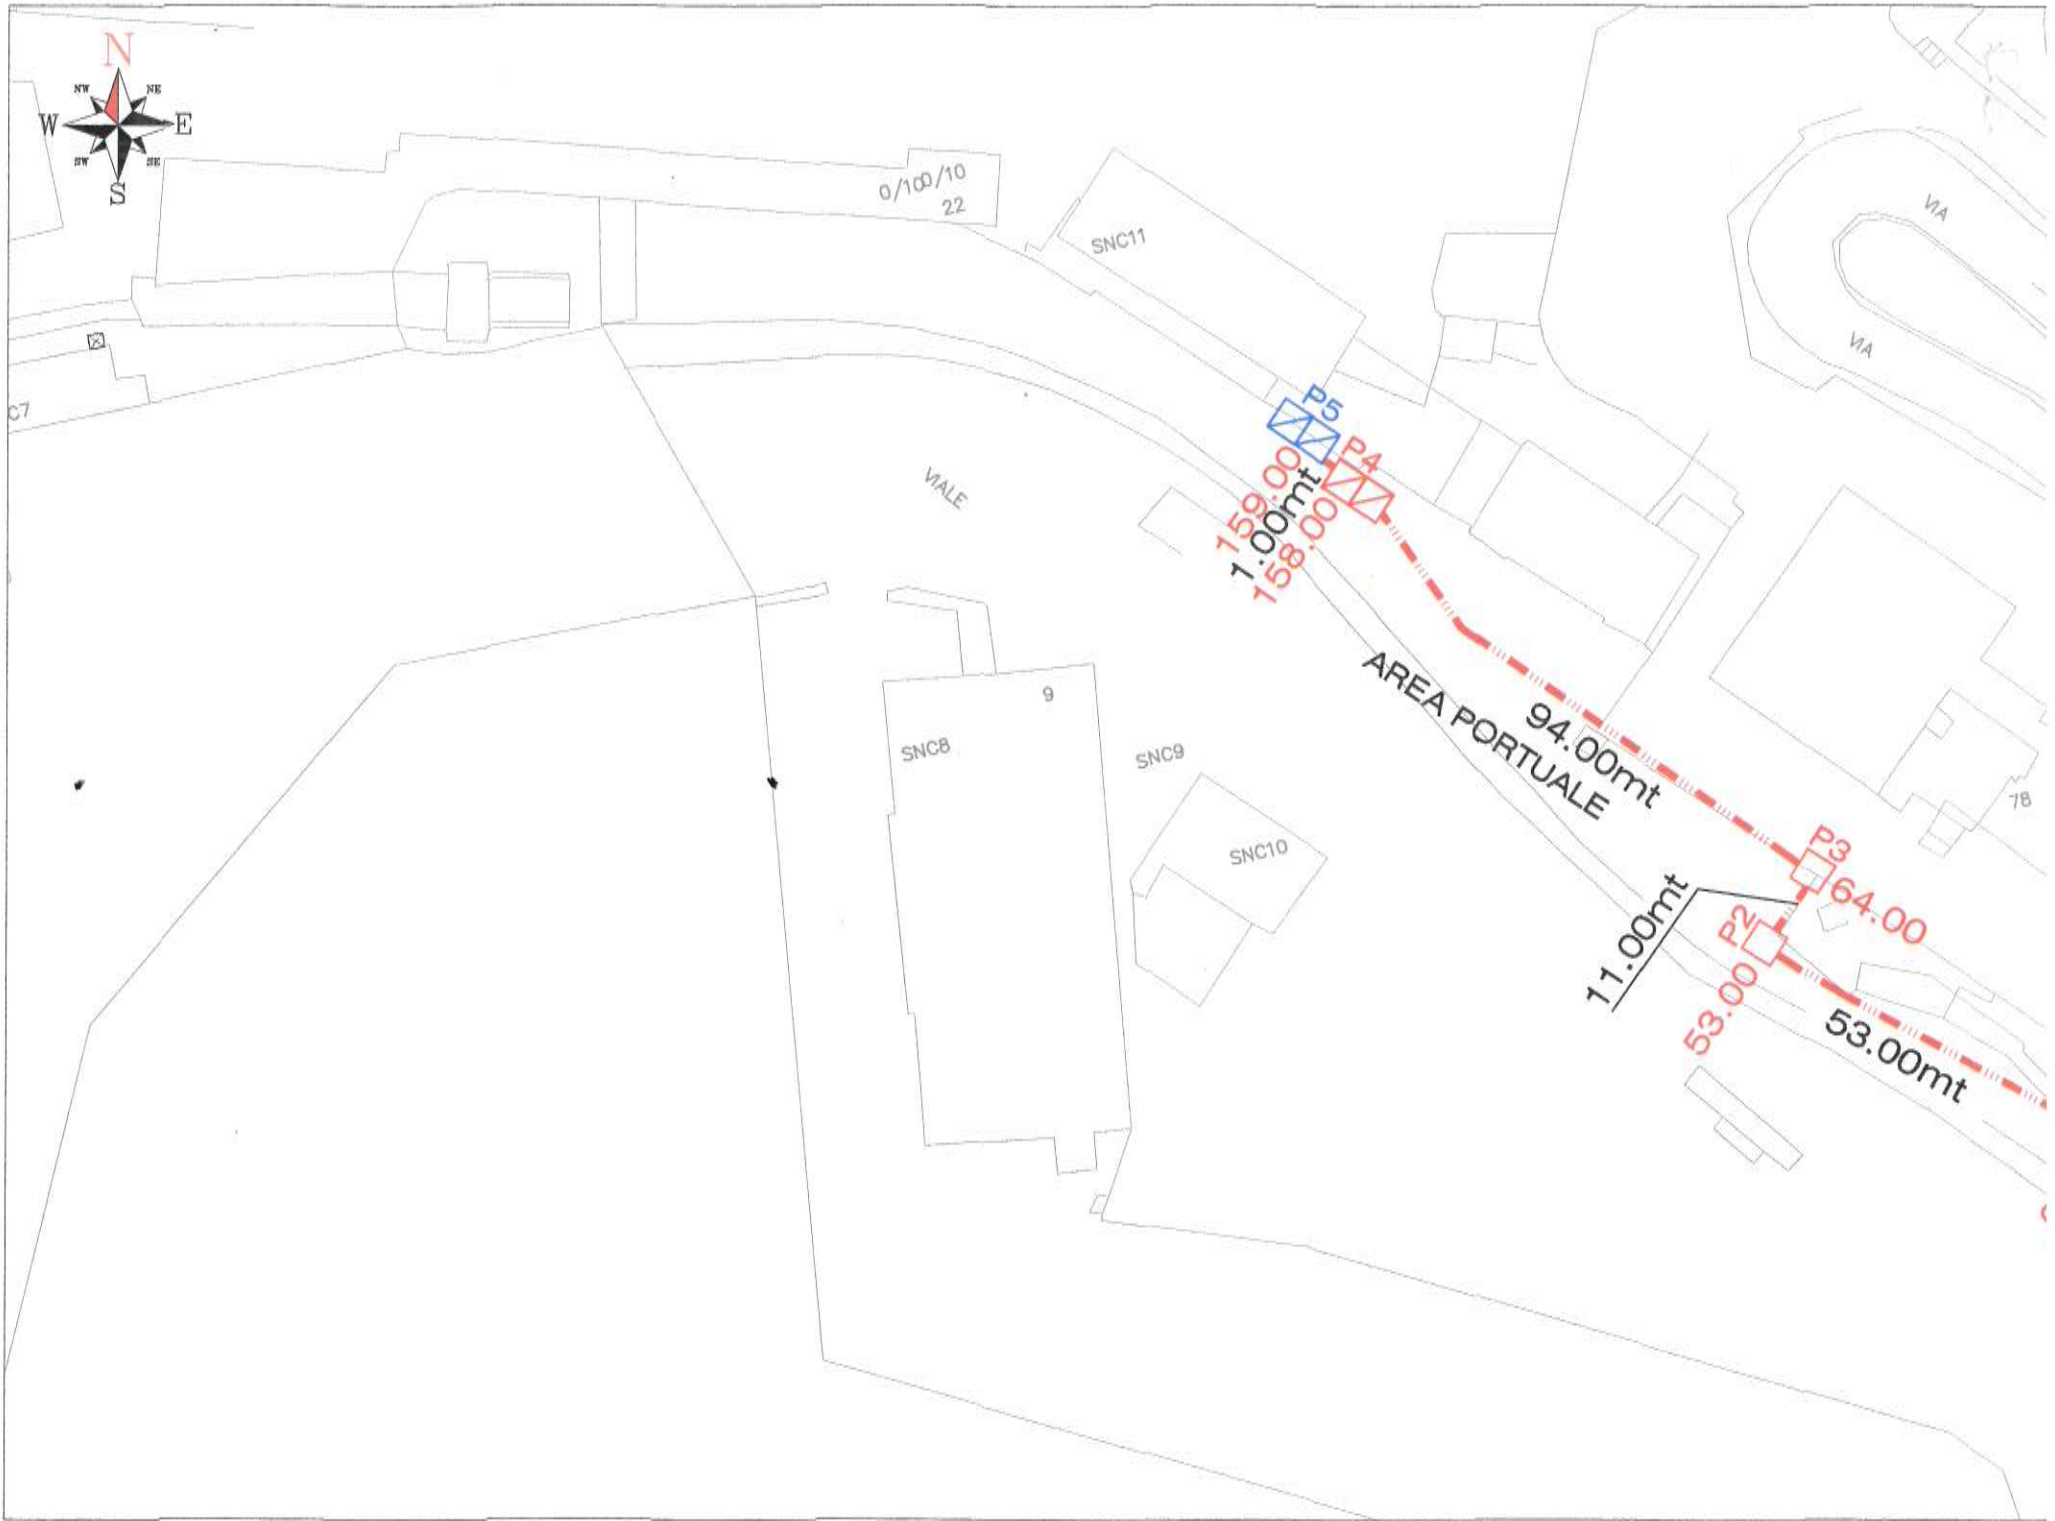 N
NW
NE
W
E
SW
SE
S
0/100/10
22
SNC11
VIA
VIA
C7
P5
P4
159.00
1.00mt
158.00
VIALE
AREA PORTUALE
94.00mt
9
SNC8
SNC9
SNC10
78
P3
64.00
11.00mt
P2
53.00
53.00mt